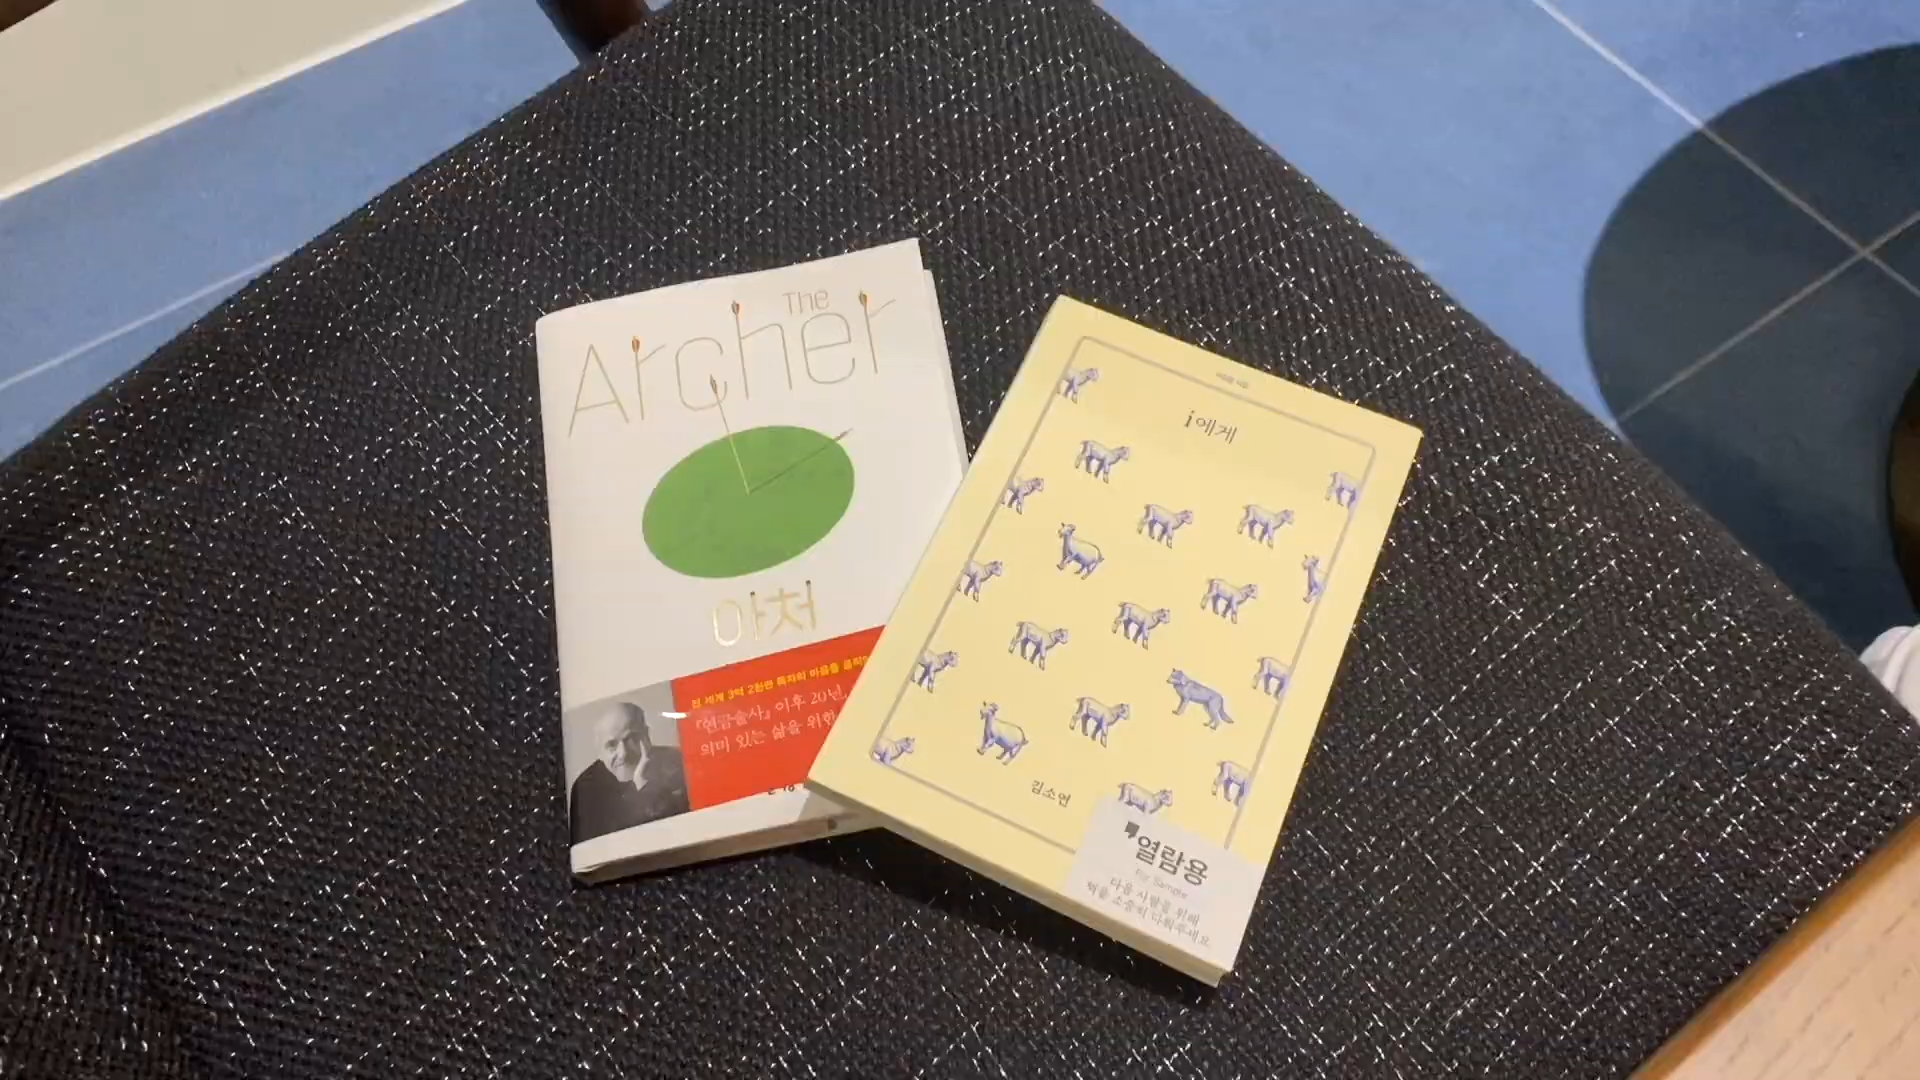 The
Archer
아처
전 세계 3억 2천만 독자의 마음을 움직인
『연금술사』 이후 20년,
의미 있는 삶을 위한
i에게
김소연
열람용
For Sample
다음 사람을 위해
책을 소중히 다뤄주세요